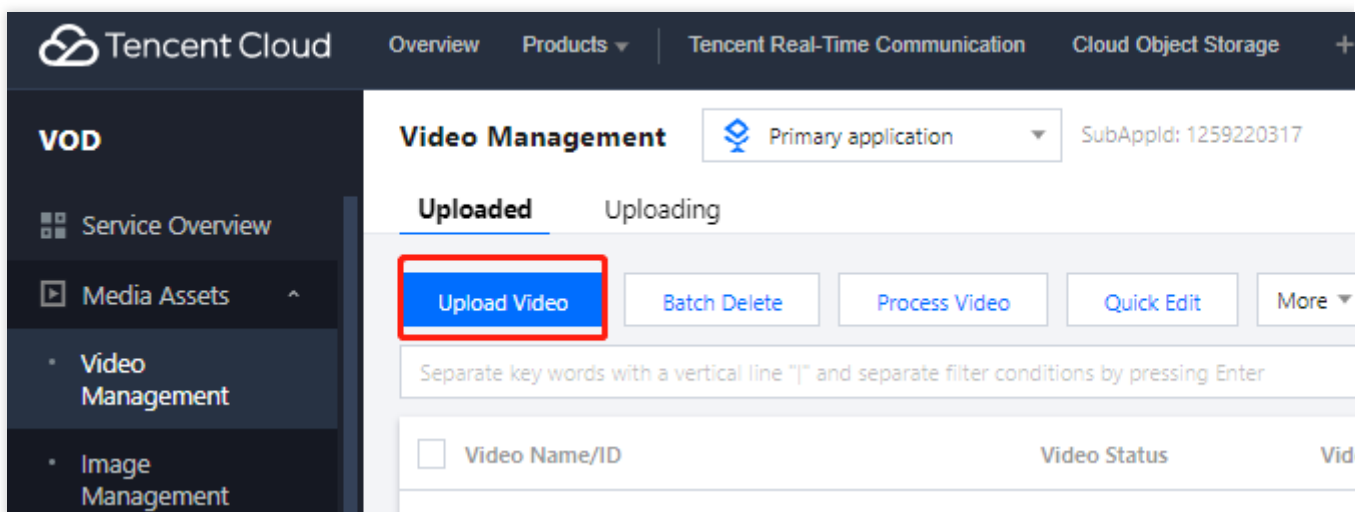 Tencent Cloud Overview Products Tencent Real-Time Communication Cloud Object Storage +
VOD
Video Management Primary application SubAppId: 1259220317
Uploaded Uploading
Service Overview
Media Assets
Upload Video Batch Delete Process Video Quick Edit More
Video
Management
Separate key words with a vertical line "|" and separate filter conditions by pressing Enter
Video Name/ID Video Status Vid
Image
Management